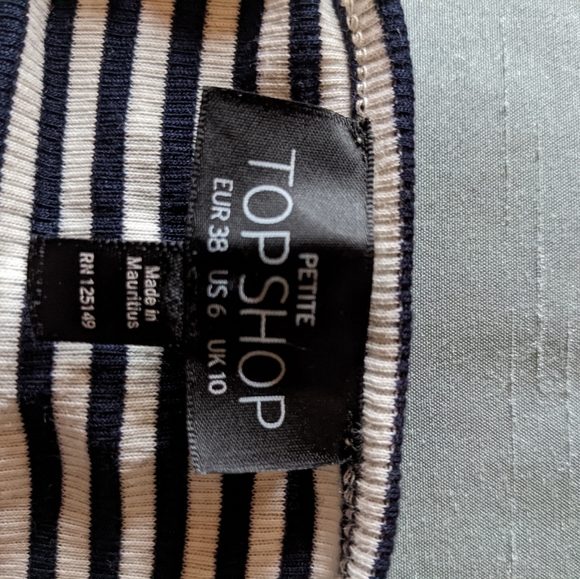 PETITE
TOPSHOP
EUR 38 US 6 UK 10
Made in
Mauritius
RN 125149